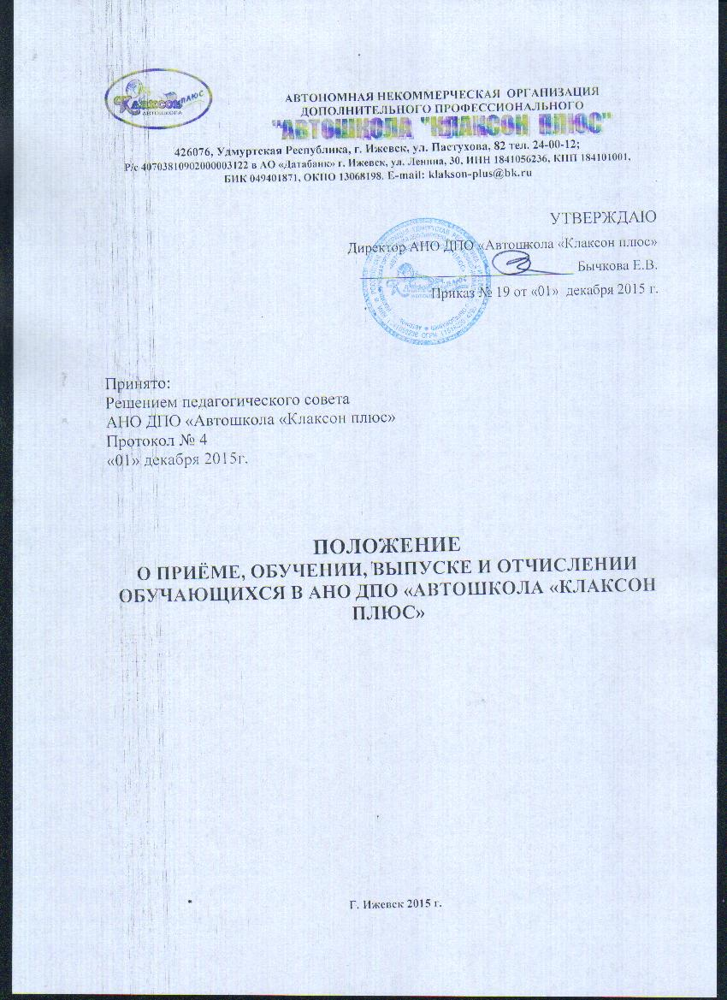 Клаксон плюс
АВТОШКОЛА
АВТОНОМНАЯ НЕКОММЕРЧЕСКАЯ ОРГАНИЗАЦИЯ
ДОПОЛНИТЕЛЬНОГО ПРОФЕССИОНАЛЬНОГО
"АВТОШКОЛА "КЛАКСОН ПЛЮС"
426076, Удмуртская Республика, г. Ижевск, ул. Пастухова, 82 тел. 24-00-12;
Р/с 40703810902000003122 в АО «Датабанк» г. Ижевск, ул. Ленина, 30, ИНН 1841056236, КПП 184101001,
БИК 049401871, ОКПО 13068198. E-mail: klakson-plus@bk.ru
УТВЕРЖДАЮ
Директор АНО ДПО «Автошкола «Клаксон плюс»
Бычкова Е.В.
Приказ № 19 от «01» декабря 2015 г.
Принято:
Решением педагогического совета
АНО ДПО «Автошкола «Клаксон плюс»
Протокол № 4
«01» декабря 2015г.
ПОЛОЖЕНИЕ
О ПРИЁМЕ, ОБУЧЕНИИ, ВЫПУСКЕ И ОТЧИСЛЕНИИ
ОБУЧАЮЩИХСЯ В АНО ДПО «АВТОШКОЛА «КЛАКСОН
ПЛЮС»
Г. Ижевск 2015 г.